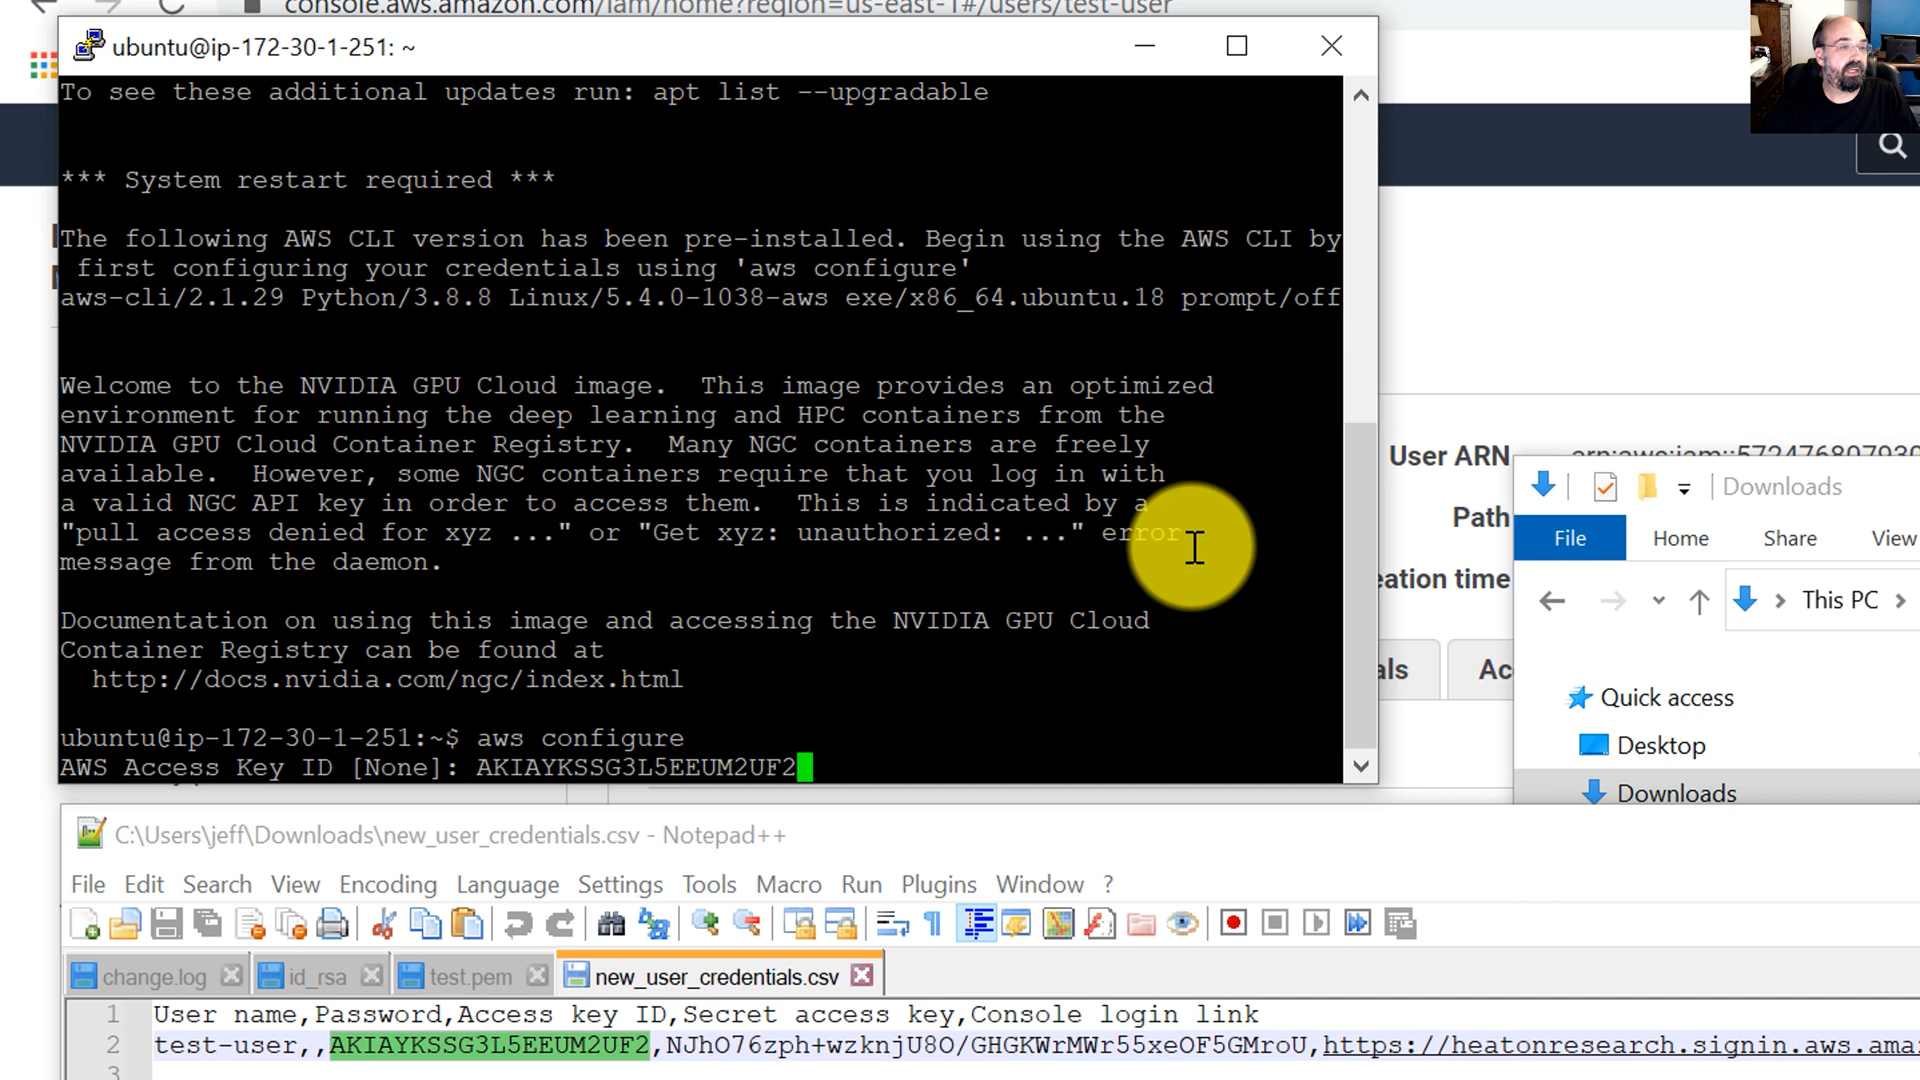 console.aws.amazon.com/iam/home?region=us-east-1#/users/test-user
ubuntu@ip-172-30-1-251: ~
To see these additional updates run: apt list --upgradable
*** System restart required ***
The following AWS CLI version has been pre-installed. Begin using the AWS CLI by
first configuring your credentials using 'aws configure'
aws-cli/2.1.29 Python/3.8.8 Linux/5.4.0-1038-aws exe/x86_64.ubuntu.18 prompt/off
Welcome to the NVIDIA GPU Cloud image.  This image provides an optimized
environment for running the deep learning and HPC containers from the
NVIDIA GPU Cloud Container Registry.  Many NGC containers are freely
available.  However, some NGC containers require that you log in with
a valid NGC API key in order to access them.  This is indicated by a
"pull access denied for xyz ..." or "Get xyz: unauthorized: ..." error
message from the daemon.
Documentation on using this image and accessing the NVIDIA GPU Cloud
Container Registry can be found at
http://docs.nvidia.com/ngc/index.html
ubuntu@ip-172-30-1-251:~$ aws configure
AWS Access Key ID [None]: AKIAYKSSG3L5EEUM2UF2
User ARN
Path
eation time
als
Ac
Downloads
File Home Share View
This PC
Quick access
Desktop
Downloads
C:\Users\jeff\Downloads\new_user_credentials.csv - Notepad++
File Edit Search View Encoding Language Settings Tools Macro Run Plugins Window ?
change.log id_rsa test.pem new_user_credentials.csv
1 User name,Password,Access key ID,Secret access key,Console login link
2 test-user,,AKIAYKSSG3L5EEUM2UF2,NJhO76zph+wzknjU8O/GHGKWrMWr55xeOF5GMroU,https://heatonresearch.signin.aws.ama
3